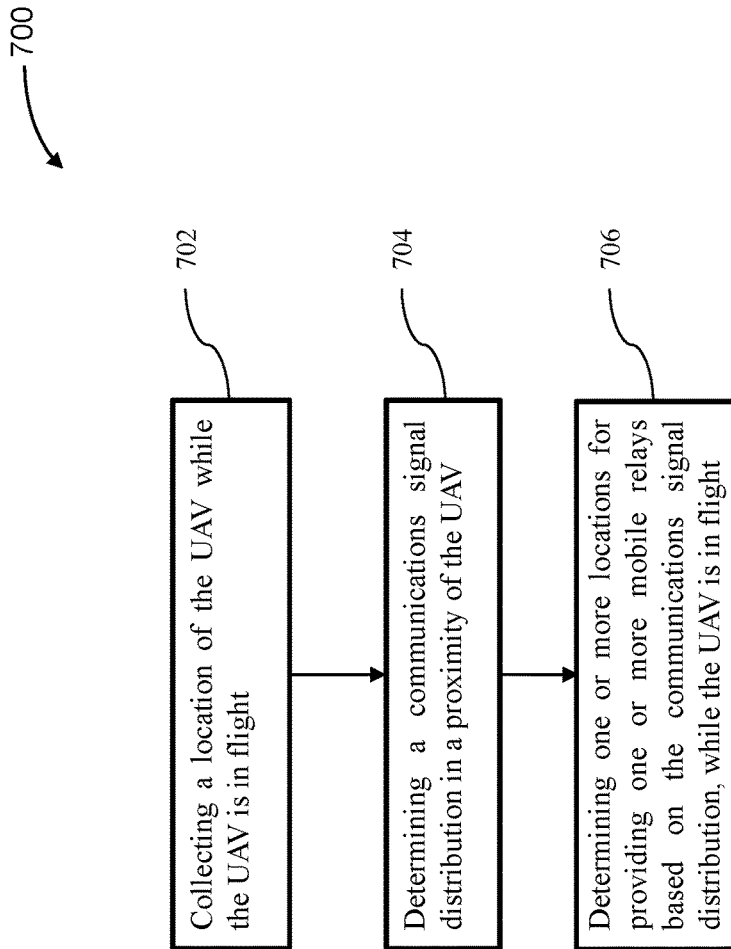 700
Collecting a location of the UAV while
the UAV is in flight
702
Determining a communications signal
distribution in a proximity of the UAV
704
Determining one or more locations for
providing one or more mobile relays
based on the communications signal
distribution, while the UAV is in flight
706